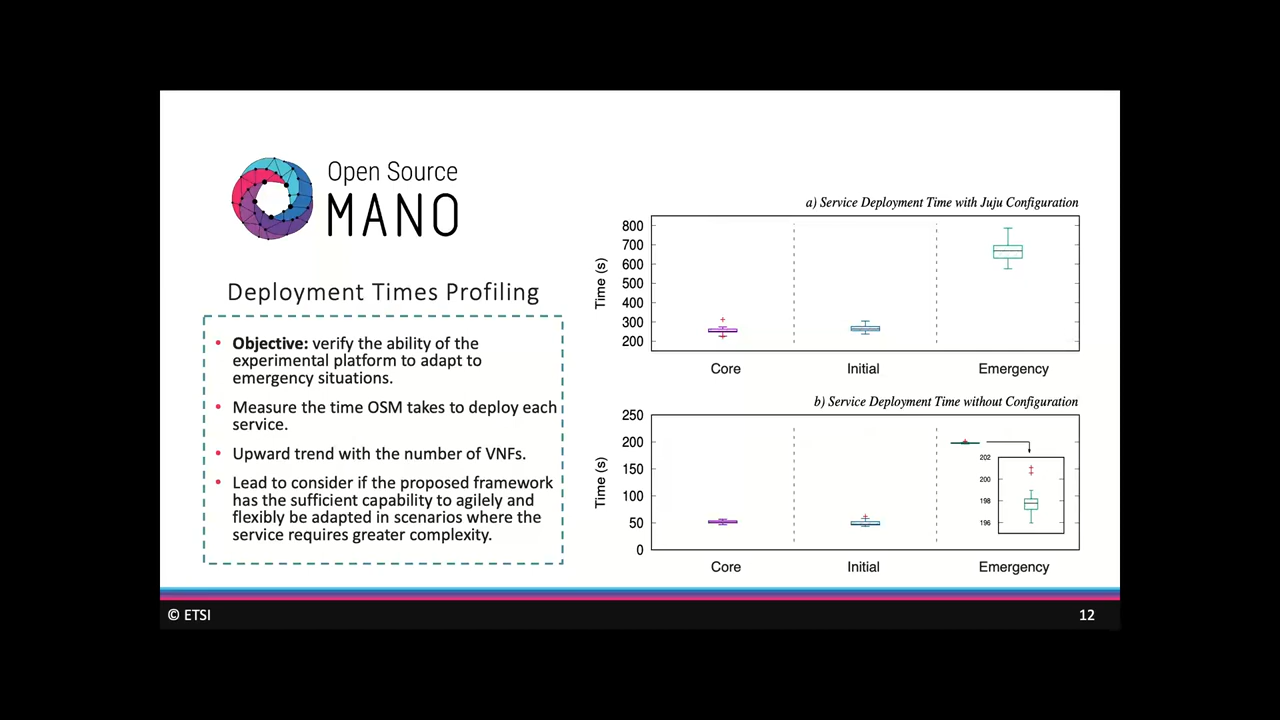 Open Source
MANO
Deployment Times Profiling
• Objective: verify the ability of the
experimental platform to adapt to
emergency situations.
• Measure the time OSM takes to deploy each
service.
• Upward trend with the number of VNFs.
• Lead to consider if the proposed framework
has the sufficient capability to agilely and
flexibly be adapted in scenarios where the
service requires greater complexity.
a) Service Deployment Time with Juju Configuration
Time (s)
800
700
600
500
400
300
200
Core Initial Emergency
b) Service Deployment Time without Configuration
Time (s)
250
200
150
100
50
0
202
200
198
196
Core Initial Emergency
© ETSI
12